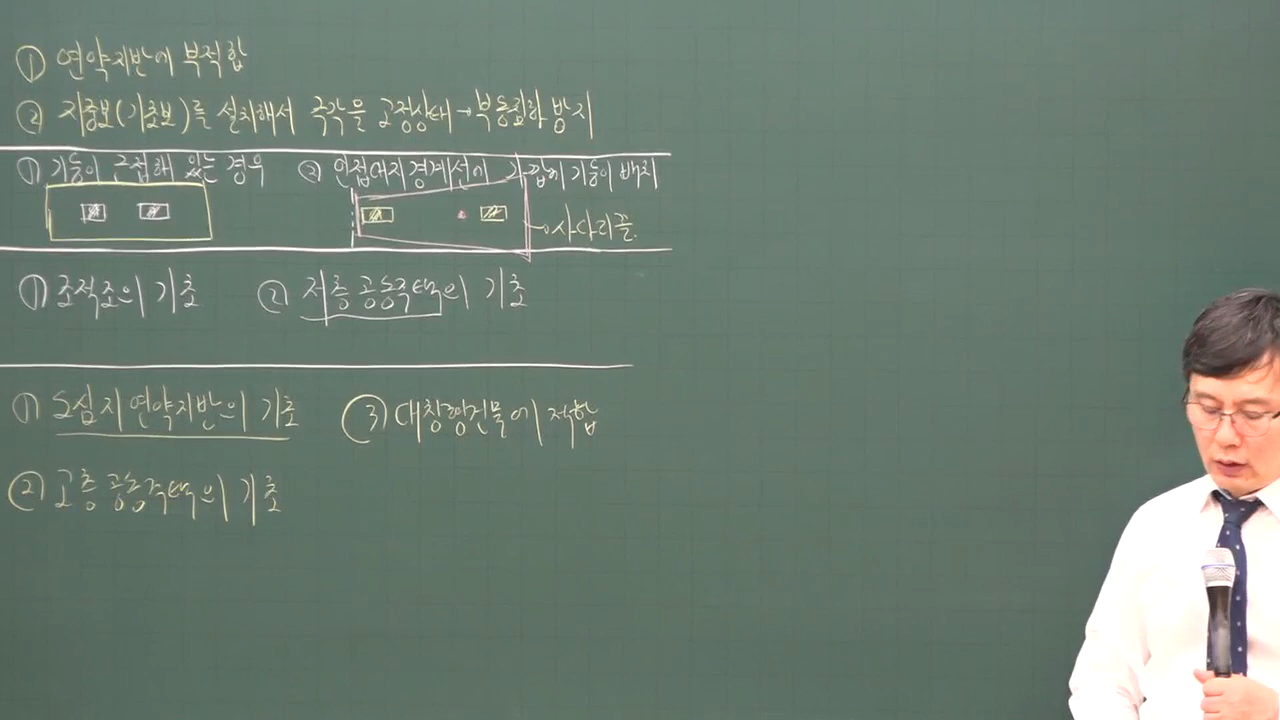 ① 연약지반에 부적합
② 지중보(기초보)를 설치해서 주각을 고정상태→부동침하 방지
① 기둥이 근접해 있는 경우 ② 인접대지경계선에 가깝게 기둥이 배치
사다리꼴
① 조적조의 기초 ② 저층 공동주택의 기초
① 도심지 연약지반의 기초 ③ 대칭형건물에 적합
② 고층 공동주택의 기초